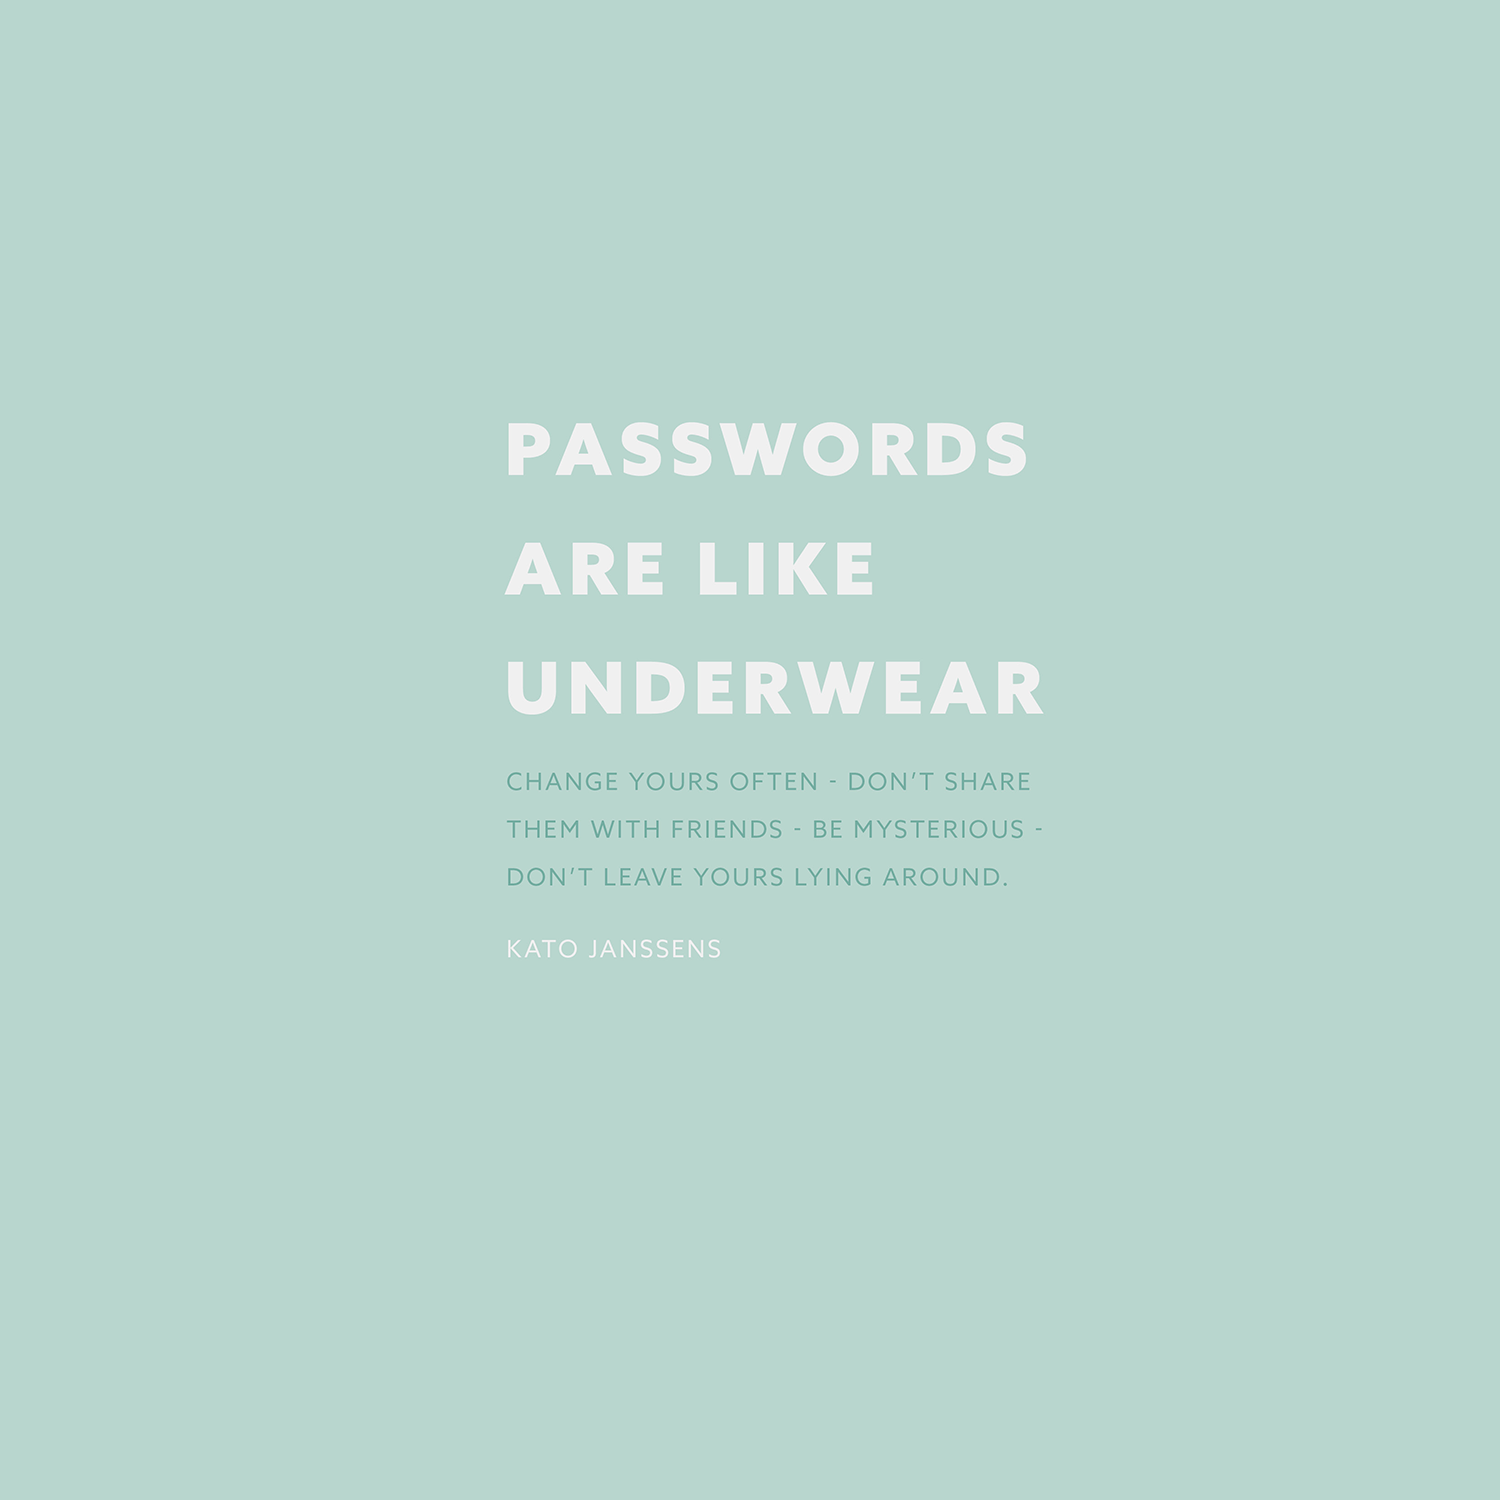 PASSWORDS
ARE LIKE
UNDERWEAR
CHANGE YOURS OFTEN - DON’T SHARE
THEM WITH FRIENDS - BE MYSTERIOUS -
DON’T LEAVE YOURS LYING AROUND.
KATO JANSSENS